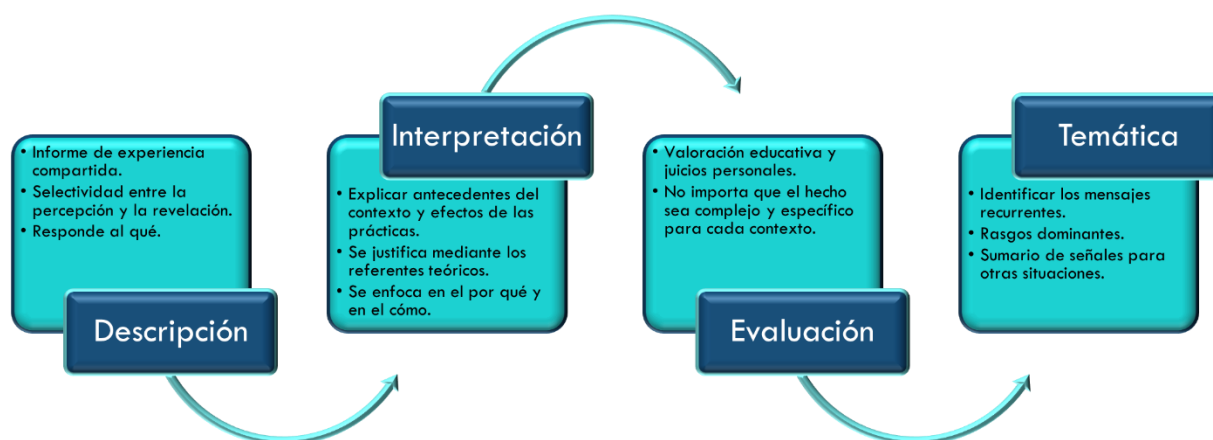 • Informe de experiencia
compartida.
• Selectividad entre la
percepción y la revelación.
• Responde al qué.
Descripción
Interpretación
• Explicar antecedentes del
contexto y efectos de las
prácticas.
• Se justifica mediante los
referentes teóricos.
• Se enfoca en el por qué y
en el cómo.
• Valoración educativa y
juicios personales.
• No importa que el hecho
sea complejo y específico
para cada contexto.
Evaluación
Temática
• Identificar los mensajes
recurrentes.
• Rasgos dominantes.
• Sumario de señales para
otras situaciones.